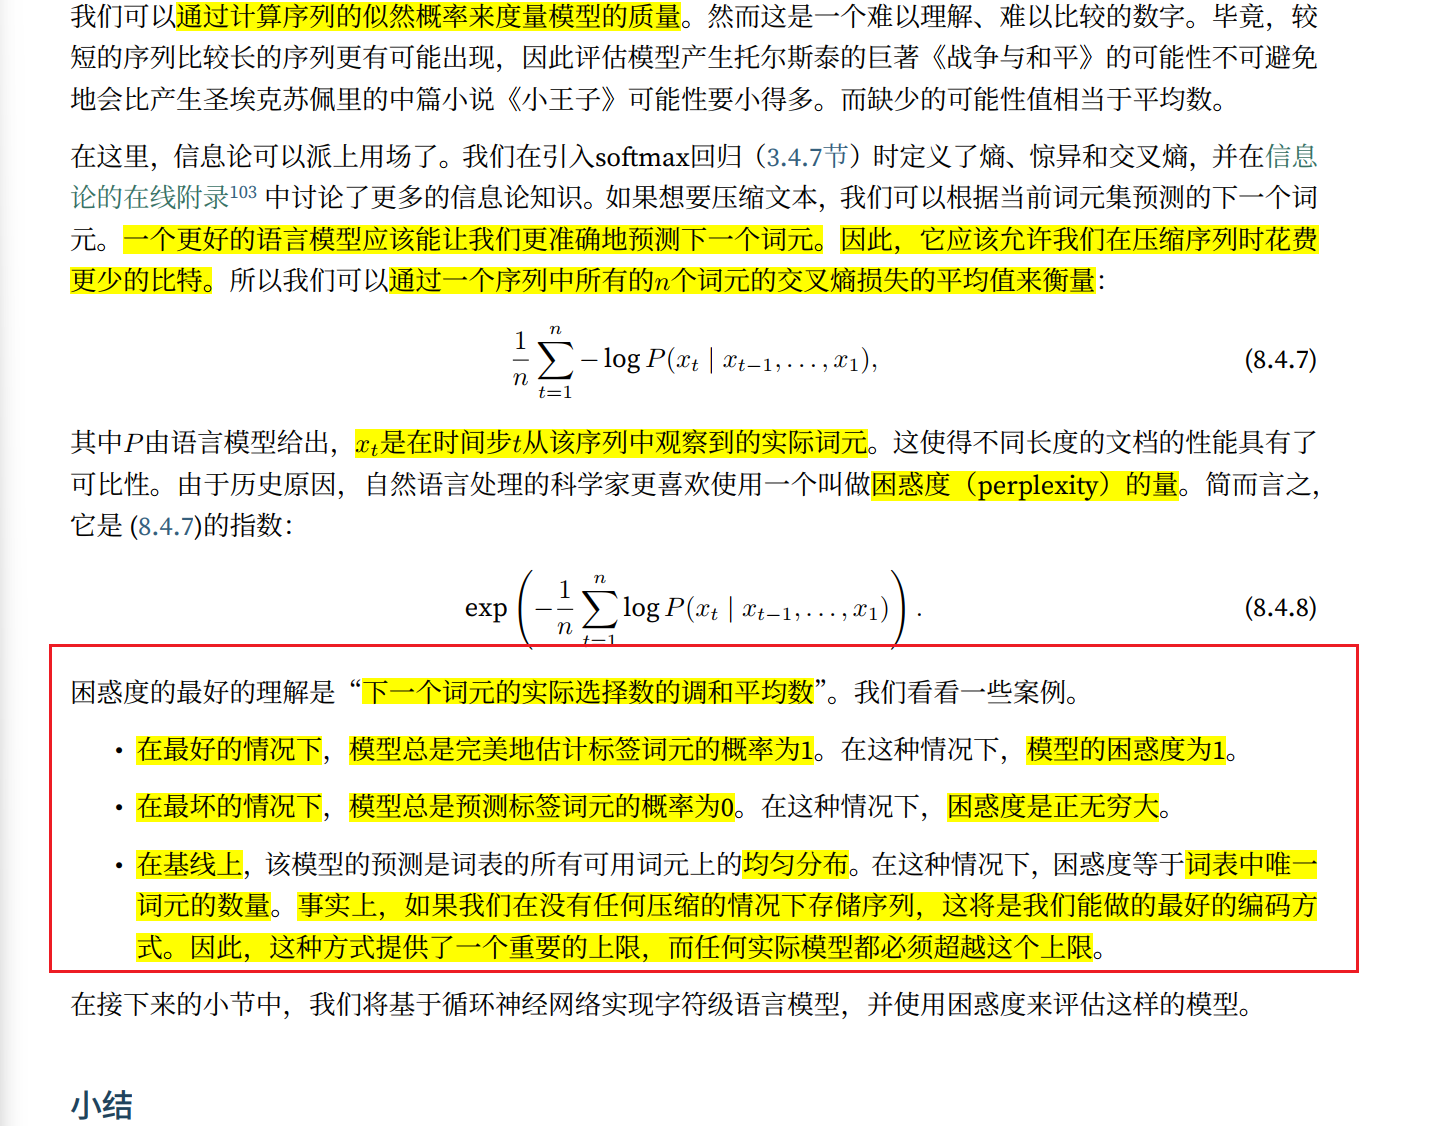 我们可以通过计算序列的似然概率来度量模型的质量。然而这是一个难以理解、难以比较的数字。毕竟，较
短的序列比较长的序列更有可能出现，因此评估模型产生托尔斯泰的巨著《战争与和平》的可能性不可避免
地会比产生圣埃克苏佩里的中篇小说《小王子》可能性要小得多。而缺少的可能性值相当于平均数。
在这里，信息论可以派上用场了。我们在引入softmax回归（3.4.7节）时定义了熵、惊异和交叉熵，并在信息
论的在线附录¹⁰³ 中讨论了更多的信息论知识。如果想要压缩文本，我们可以根据当前词元集预测的下一个词
元。一个更好的语言模型应该能让我们更准确地预测下一个词元。因此，它应该允许我们在压缩序列时花费
更少的比特。所以我们可以通过一个序列中所有的n个词元的交叉熵损失的平均值来衡量：
\frac{1}{n} \sum_{t=1}^{n} -\log P(x_t | x_{t-1}, \ldots, x_1), (8.4.7)
其中P由语言模型给出，x_t是在时间步t从该序列中观察到的实际词元。这使得不同长度的文档的性能具有了
可比性。由于历史原因，自然语言处理的科学家更喜欢使用一个叫做困惑度（perplexity）的量。简而言之，
它是 (8.4.7)的指数：
\exp\left(-\frac{1}{n} \sum_{t=1}^{n} \log P(x_t | x_{t-1}, \ldots, x_1)\right). (8.4.8)
困惑度的最好的理解是“下一个词元的实际选择数的调和平均数”。我们看看一些案例。
• 在最好的情况下，模型总是完美地估计标签词元的概率为1。在这种情况下，模型的困惑度为1。
• 在最坏的情况下，模型总是预测标签词元的概率为0。在这种情况下，困惑度是正无穷大。
• 在基线上，该模型的预测是词表的所有可用词元上的均匀分布。在这种情况下，困惑度等于词表中唯一
词元的数量。事实上，如果我们在没有任何压缩的情况下存储序列，这将是我们能做的最好的编码方
式。因此，这种方式提供了一个重要的上限，而任何实际模型都必须超越这个上限。
在接下来的小节中，我们将基于循环神经网络实现字符级语言模型，并使用困惑度来评估这样的模型。
小结